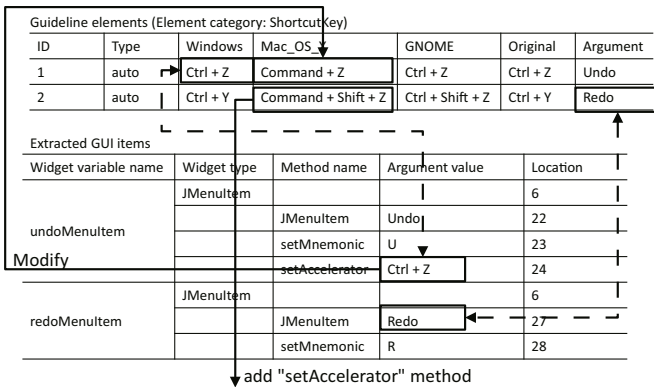 Guideline elements (Element category: ShortcutKey)
ID Type Windows Mac_OS_X GNOME Original Argument
1 auto Ctrl + Z Command + Z Ctrl + Z Ctrl + Z Undo
2 auto Ctrl + Y Command + Shift + Z Ctrl + Shift + Z Ctrl + Y Redo
Extracted GUI items
Widget variable name Widget type Method name Argument value Location
undoMenuItem JMenuItem 6
JMenuItem Undo 22
setMnemonic U 23
Modify setAccelerator Ctrl + Z 24
redoMenuItem JMenuItem 6
JMenuItem Redo 27
setMnemonic R 28
add "setAccelerator" method